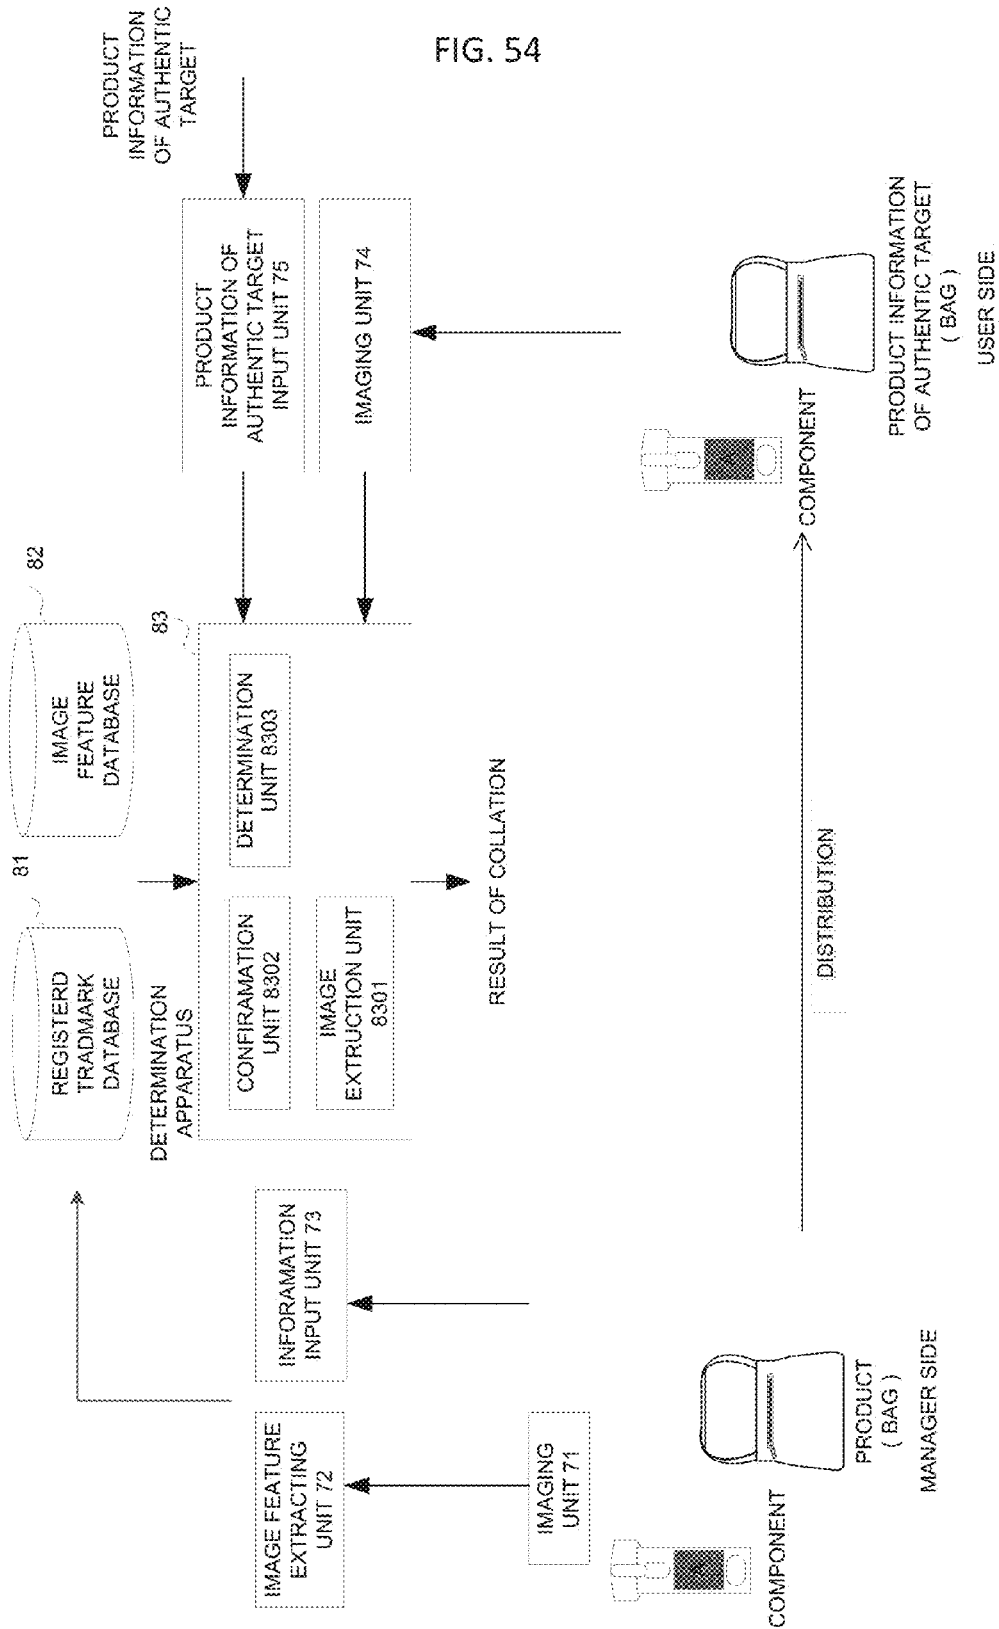 FIG. 54
REGISTERD
TRADMARK
DATABASE
81
IMAGE
FEATURE
DATABASE
82
DETERMINATION
APPARATUS
83
CONFIRAMATION
UNIT 8302
DETERMINATION
UNIT 8303
IMAGE
EXTRUCTION UNIT
8301
RESULT OF COLLATION
PRODUCT
INFORMATION
OF AUTHENTIC
TARGET
PRODUCT
INFORMATION OF
AUTHENTIC TARGET
INPUT UNIT 75
IMAGING UNIT 74
IMAGE FEATURE
EXTRACTING
UNIT 72
INFORAMATION
INPUT UNIT 73
IMAGING
UNIT 71
COMPONENT
PRODUCT
( BAG )
MANAGER SIDE
DISTRIBUTION
COMPONENT
PRODUCT INFORMATION
OF AUTHENTIC TARGET
( BAG )
USER SIDE